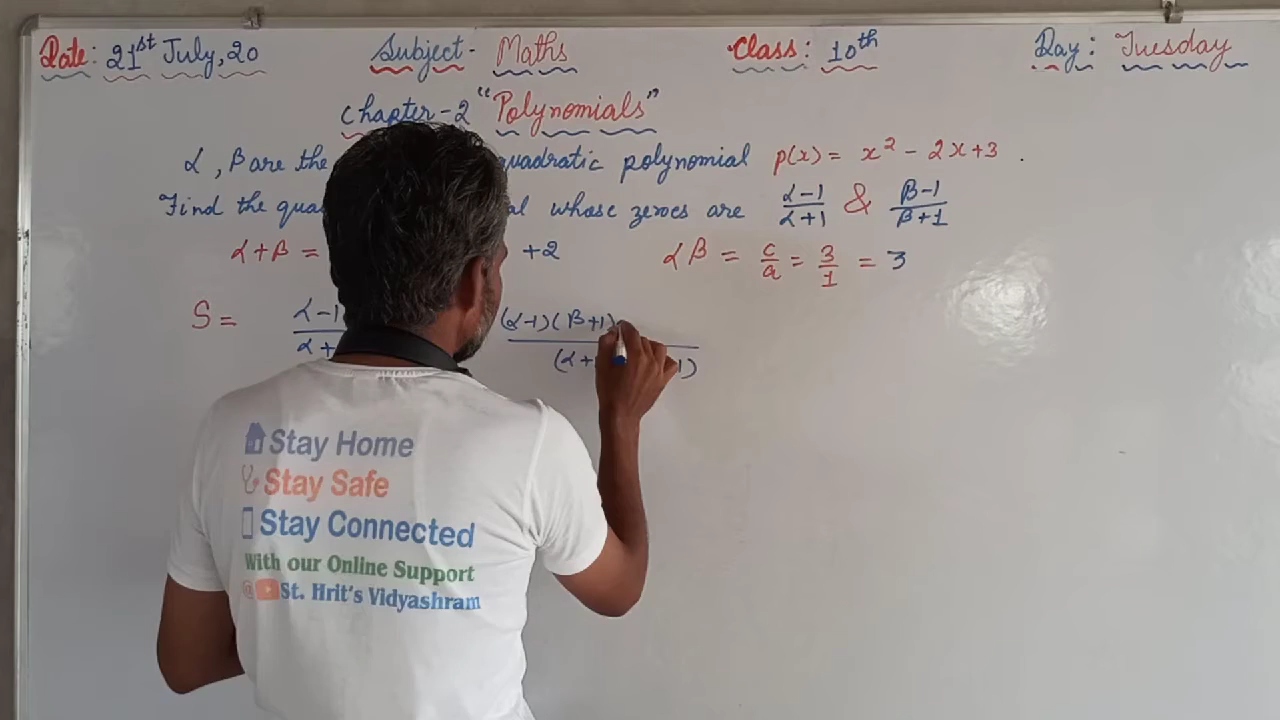 Date: 21st July, 20 Subject - Maths Class: 10th Day: Tuesday
Chapter-2 "Polynomials"
α, β are the quadratic polynomial p(x) = x² - 2x + 3.
Find the whose zeroes are α-1/α+1 & β-1/β+1
α+β = +2 αβ = c/a = 3/1 = 3
S = (α-1)(β+1)
Stay Home
Stay Safe
Stay Connected
With our Online Support
@ St. Hrit's Vidyashram